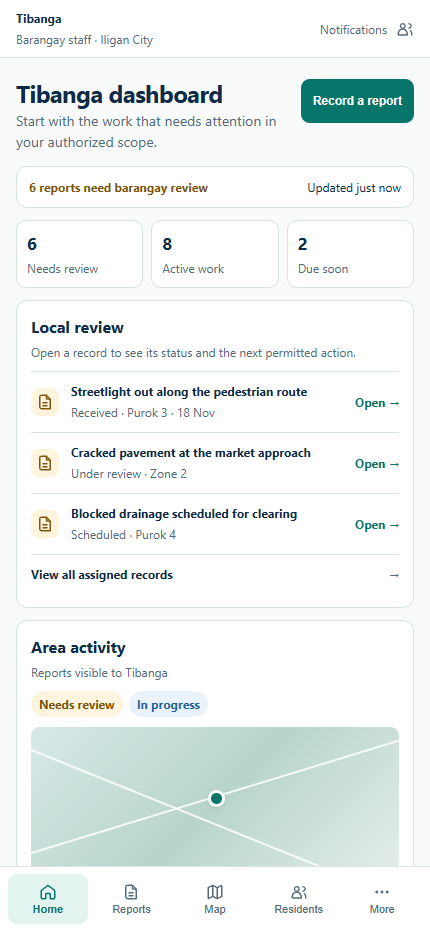 Tibanga
Barangay staff · Iligan City
Notifications
Tibanga dashboard
Start with the work that needs attention in
your authorized scope.
Record a report
6 reports need barangay review
Updated just now
6
Needs review
8
Active work
2
Due soon
Local review
Open a record to see its status and the next permitted action.
Streetlight out along the pedestrian route
Received · Purok 3 · 18 Nov
Open →
Cracked pavement at the market approach
Under review · Zone 2
Open →
Blocked drainage scheduled for clearing
Scheduled · Purok 4
Open →
View all assigned records →
Area activity
Reports visible to Tibanga
Needs review
In progress
Home
Reports
Map
Residents
More